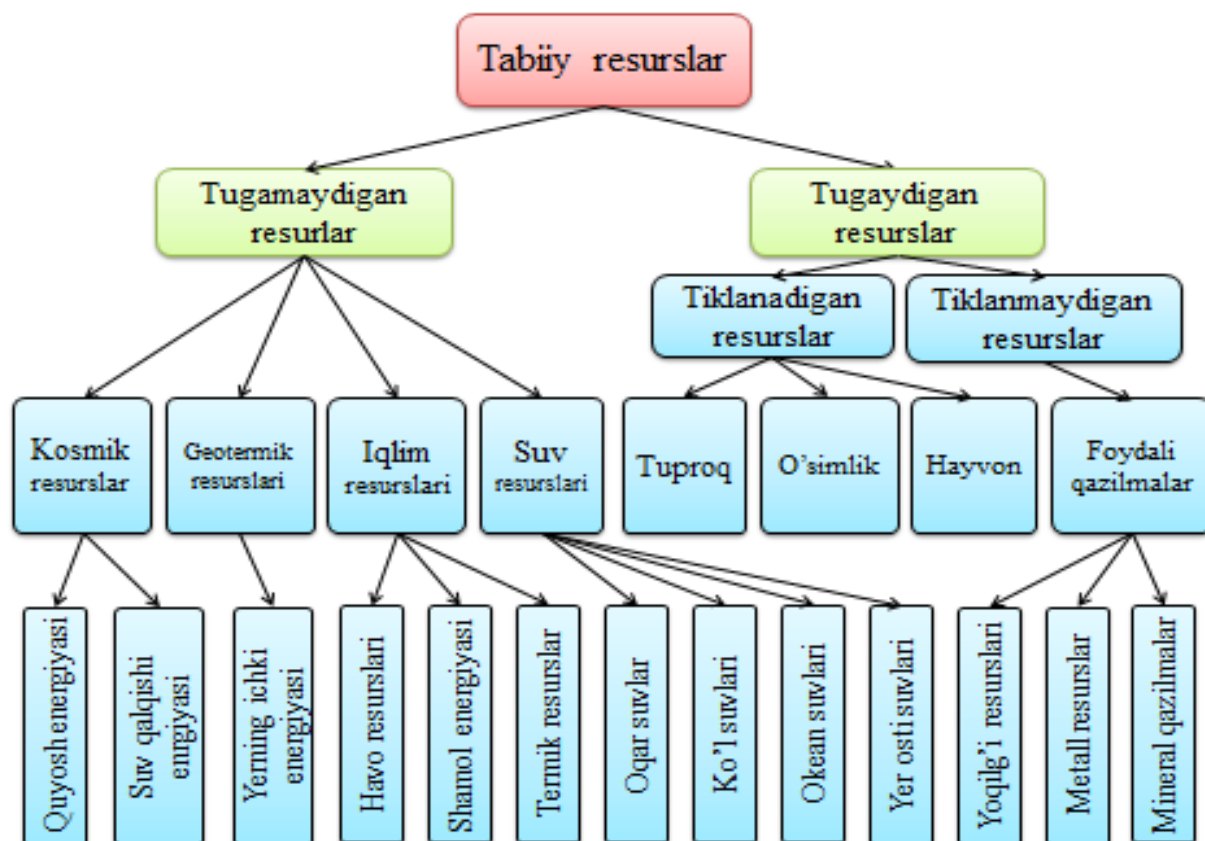 Tabiiy resurslar
Tugamaydigan
resurlar
Tugaydigan
resurslar
Tiklanadigan
resurslar
Tiklanmaydigan
resurslar
Kosmik
resurslar
Geotermik
resurslari
Iqlim
resurslari
Suv
resurslari
Tuproq
O'simlik
Hayvon
Foydali
qazilmalar
Quyosh energiyasi
Suv qalqishi
enrgiyasi
Yerning ichki
energiyasi
Havo resurslari
Shamol energiyasi
Termik resurslar
Oqar suvlar
Ko'l suvlari
Okean suvlari
Yer osti suvlari
Yoqilg'i resurslari
Metall resurslar
Mineral qazilmalar